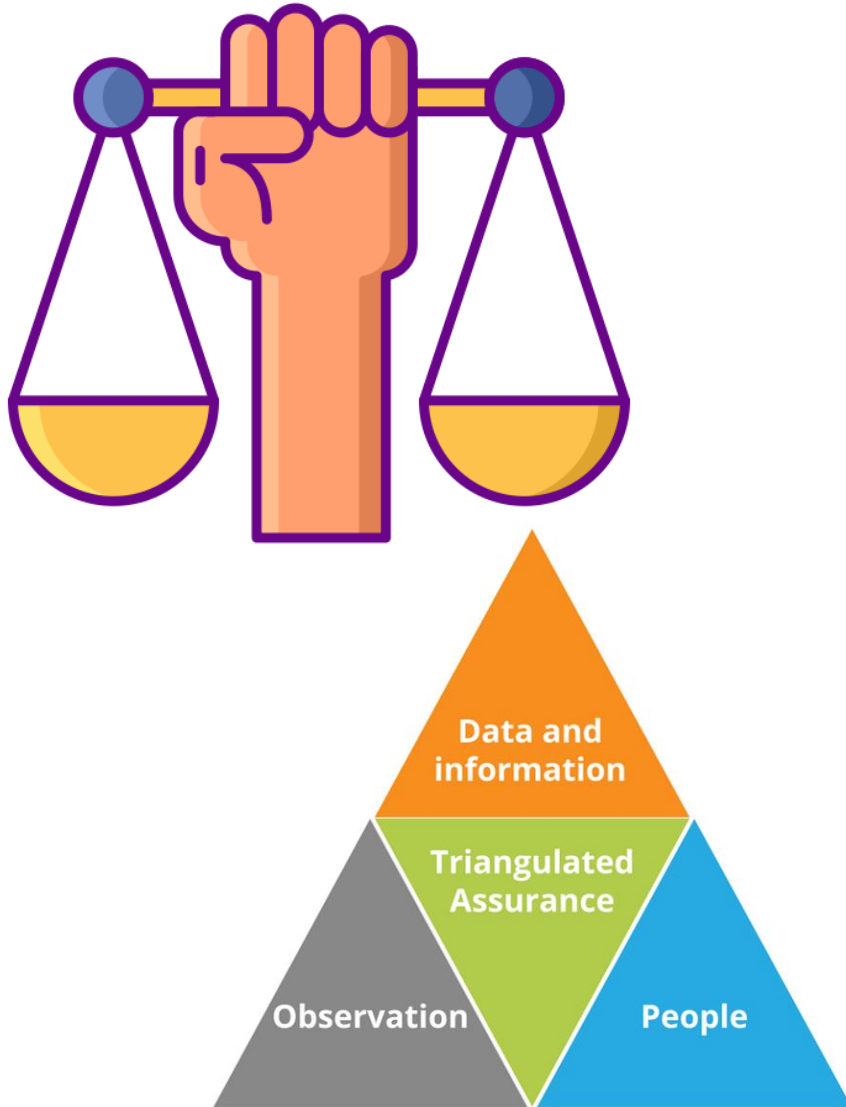 Data and
information
Triangulated
Assurance
Observation
People